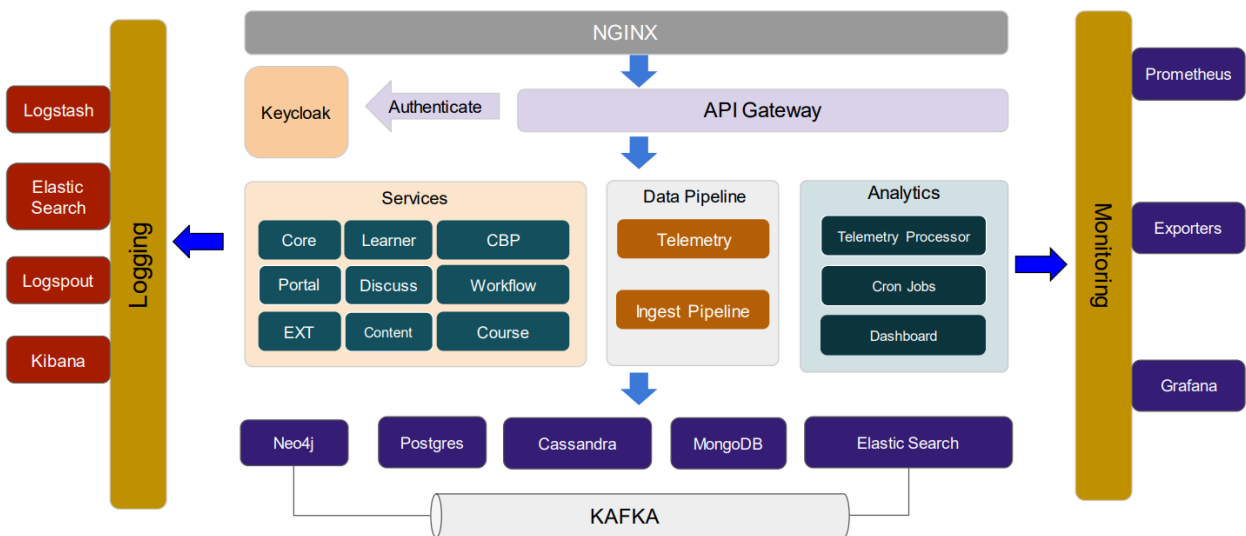 NGINX
Keycloak
Authenticate
API Gateway
Logging
Logstash
Elastic
Search
Logspout
Kibana
Services
Core
Learner
CBP
Portal
Discuss
Workflow
EXT
Content
Course
Data Pipeline
Telemetry
Ingest Pipeline
Analytics
Telemetry Processor
Cron Jobs
Dashboard
Monitoring
Prometheus
Exporters
Grafana
Neo4j
Postgres
Cassandra
MongoDB
Elastic Search
KAFKA